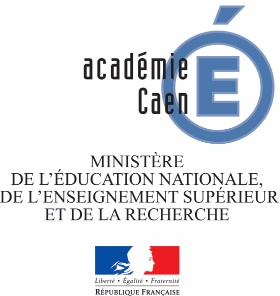 académie
Caen
É
MINISTÈRE
DE L'ÉDUCATION NATIONALE,
DE L'ENSEIGNEMENT SUPÉRIEUR
ET DE LA RECHERCHE
Liberté • Égalité • Fraternité
RÉPUBLIQUE FRANÇAISE